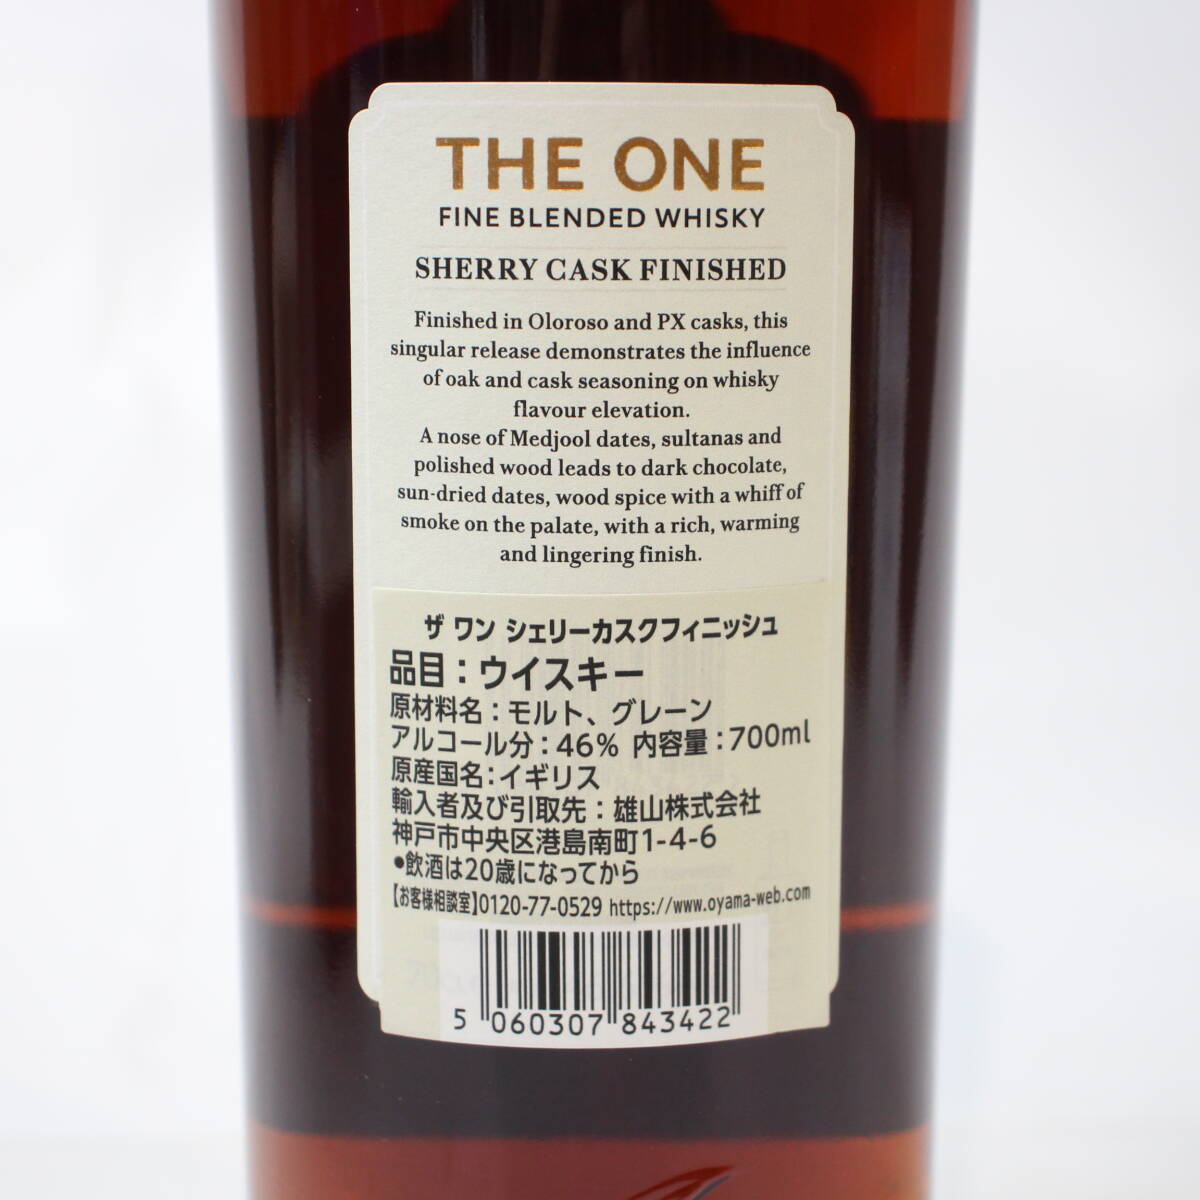 THE ONE
FINE BLENDED WHISKY
SHERRY CASK FINISHED
Finished in Oloroso and PX casks, this
singular release demonstrates the influence
of oak and cask seasoning on whisky
flavour elevation.
A nose of Medjool dates, sultanas and
polished wood leads to dark chocolate,
sun-dried dates, wood spice with a whiff of
smoke on the palate, with a rich, warming
and lingering finish.
ザ ワン シェリーカスクフィニッシュ
品目：ウイスキー
原材料名：モルト、グレーン
アルコール分：46% 内容量：700ml
原産国名：イギリス
輸入者及び引取先：雄山株式会社
神戸市中央区港島南町1-4-6
●飲酒は20歳になってから
【お客様相談室】0120-77-0529 https://www.oyama-web.com
5 060307 843422